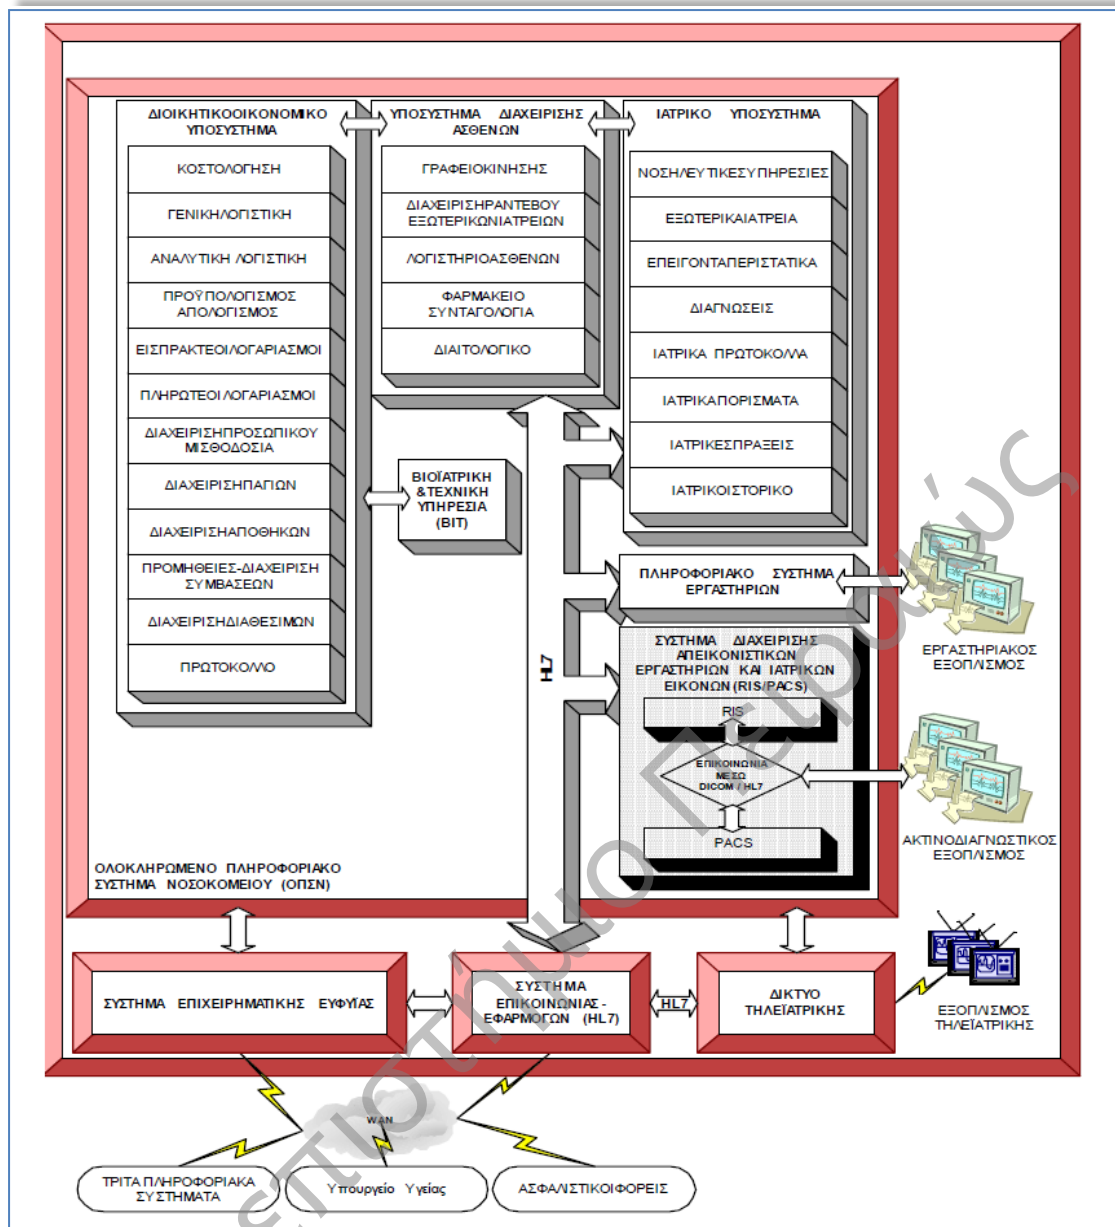 ΔΙΟΙΚΗΤΙΚΟΟΙΚΟΝΟΜΙΚΟ
ΥΠΟΣΥΣΤΗΜΑ
ΚΟΣΤΟΛΟΓΗΣΗ
ΓΕΝΙΚΗΛΟΓΙΣΤΙΚΗ
ΑΝΑΛΥΤΙΚΗ ΛΟΓΙΣΤΙΚΗ
ΠΡΟΫΠΟΛΟΓΙΣΜΟΣ
ΑΠΟΛΟΓΙΣΜΟΣ
ΕΙΣΠΡΑΚΤΕΟΙΛΟΓΑΡΙΑΣΜΟΙ
ΠΛΗΡΩΤΕΟΙΛΟΓΑΡΙΑΣΜΟΙ
ΔΙΑΧΕΙΡΙΣΗΠΡΟΣΩΠΙΚΟΥ
ΜΙΣΘΟΔΟΣΙΑ
ΔΙΑΧΕΙΡΙΣΗΠΑΓΙΩΝ
ΔΙΑΧΕΙΡΙΣΗΑΠΟΘΗΚΩΝ
ΠΡΟΜΗΘΕΙΕΣ-ΔΙΑΧΕΙΡΙΣΗ
ΣΥΜΒΑΣΕΩΝ
ΔΙΑΧΕΙΡΙΣΗΔΙΑΘΕΣΙΜΩΝ
ΠΡΩΤΟΚΟΛΛΟ
ΥΠΟΣΥΣΤΗΜΑ ΔΙΑΧΕΙΡΙΣΗΣ
ΑΣΘΕΝΩΝ
ΓΡΑΦΕΙΟΚΙΝΗΣΗΣ
ΔΙΑΧΕΙΡΙΣΗΡΑΝΤΕΒΟΥ
ΕΞΩΤΕΡΙΚΩΝΙΑΤΡΕΙΩΝ
ΛΟΓΙΣΤΗΡΙΟΑΣΘΕΝΩΝ
ΦΑΡΜΑΚΕΙΟ
ΣΥΝΤΑΓΟΛΟΓΙΑ
ΔΙΑΙΤΟΛΟΓΙΚΟ
ΒΙΟΪΑΤΡΙΚΗ
&ΤΕΧΝΙΚΗ
ΥΠΗΡΕΣΙΑ
(ΒΙΤ)
ΙΑΤΡΙΚΟ ΥΠΟΣΥΣΤΗΜΑ
ΝΟΣΗΛΕΥΤΙΚΕΣΥΠΗΡΕΣΙΕΣ
ΕΞΩΤΕΡΙΚΑΙΑΤΡΕΙΑ
ΕΠΕΙΓΟΝΤΑΠΕΡΙΣΤΑΤΙΚΑ
ΔΙΑΓΝΩΣΕΙΣ
ΙΑΤΡΙΚΑ ΠΡΩΤΟΚΟΛΛΑ
ΙΑΤΡΙΚΑΠΟΡΙΣΜΑΤΑ
ΙΑΤΡΙΚΕΣΠΡΑΞΕΙΣ
ΙΑΤΡΙΚΟΙΣΤΟΡΙΚΟ
ΠΛΗΡΟΦΟΡΙΑΚΟ ΣΥΣΤΗΜΑ
ΕΡΓΑΣΤΗΡΙΩΝ
ΕΡΓΑΣΤΗΡΙΑΚΟΣ
ΕΞΟΠΛΙΣΜΟΣ
HL7
ΣΥΣΤΗΜΑ ΔΙΑΧΕΙΡΙΣΗΣ
ΑΠΕΙΚΟΝΙΣΤΙΚΩΝ
ΕΡΓΑΣΤΗΡΙΩΝ ΚΑΙ ΙΑΤΡΙΚΩΝ
ΕΙΚΟΝΩΝ (RIS/PACS)
RIS
ΕΠΙΚΟΙΝΩΝΙΑ
ΜΕΣΩ
DICOM / HL7
PACS
ΑΚΤΙΝΟΔΙΑΓΝΩΣΤΙΚΟΣ
ΕΞΟΠΛΙΣΜΟΣ
ΟΛΟΚΛΗΡΩΜΕΝΟ ΠΛΗΡΟΦΟΡΙΑΚΟ
ΣΥΣΤΗΜΑ ΝΟΣΟΚΟΜΕΙΟΥ (ΟΠΣΝ)
ΣΥΣΤΗΜΑ ΕΠΙΧΕΙΡΗΜΑΤΙΚΗΣ ΕΥΦΥΪΑΣ
ΣΥΣΤΗΜΑ
ΕΠΙΚΟΙΝΩΝΙΑΣ -
ΕΦΑΡΜΟΓΩΝ (HL7)
HL7
ΔΙΚΤΥΟ
ΤΗΛΕΪΑΤΡΙΚΗΣ
ΕΞΟΠΛΙΣΜΟΣ
ΤΗΛΕΪΑΤΡΙΚΗΣ
WAN
ΤΡΙΤΑ ΠΛΗΡΟΦΟΡΙΑΚΑ
ΣΥΣΤΗΜΑΤΑ
Υπουργείο Υγείας
ΑΣΦΑΛΙΣΤΙΚΟΙΦΟΡΕΙΣ
Πειραιώς